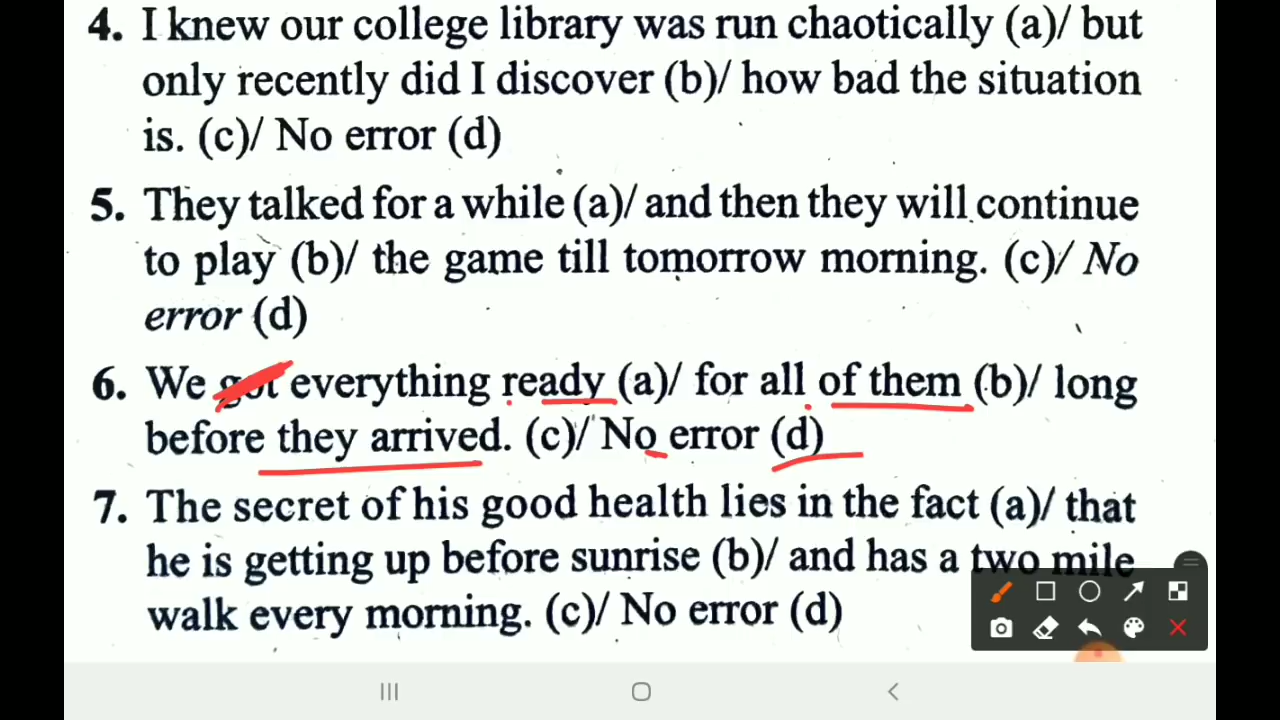 4. I knew our college library was run chaotically (a)/ but
only recently did I discover (b)/ how bad the situation
is. (c)/ No error (d)
5. They talked for a while (a)/ and then they will continue
to play (b)/ the game till tomorrow morning. (c)/ No
error (d)
6. We got everything ready (a)/ for all of them (b)/ long
before they arrived. (c)/ No error (d)
7. The secret of his good health lies in the fact (a)/ that
he is getting up before sunrise (b)/ and has a two mile
walk every morning. (c)/ No error (d)